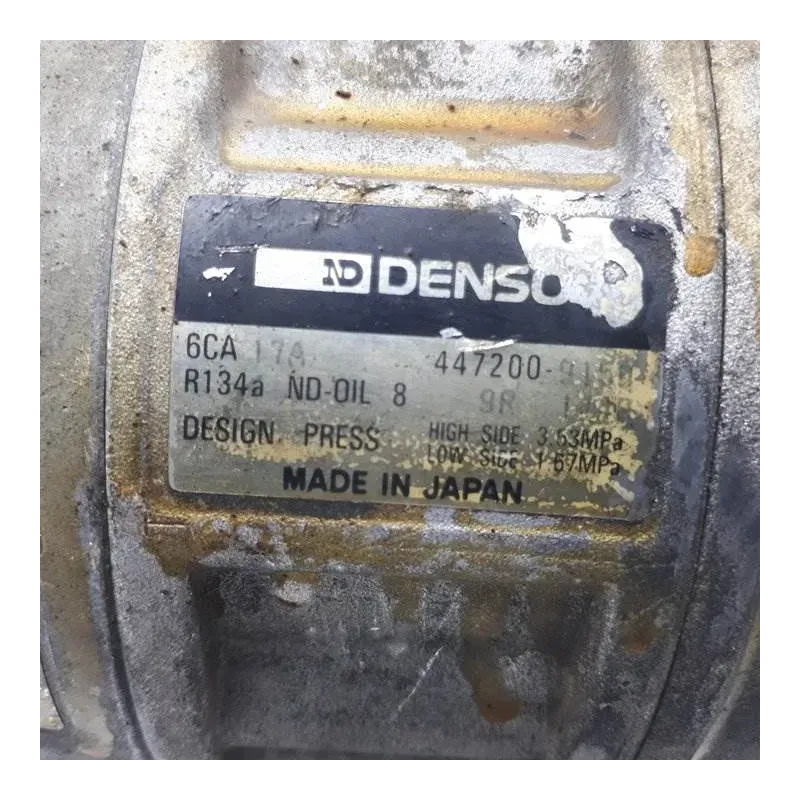 ND DENSO
6CA 17A 447200-
R134a ND-OIL 8 9R
DESIGN PRESS HIGH SIDE 3.53MPa
LOW SIDE 1.67MPa
MADE IN JAPAN